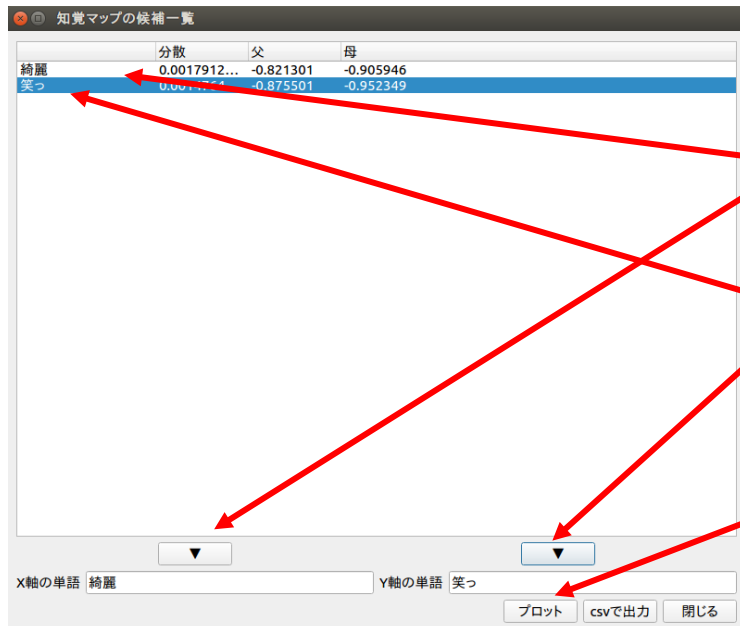 知覚マップの候補一覧
分散 父 母
綺麗 0.0017912... -0.821301 -0.905946
笑っ -0.875501 -0.952349
▼ ▼
X軸の単語 綺麗 Y軸の単語 笑っ
プロット csvで出力 閉じる